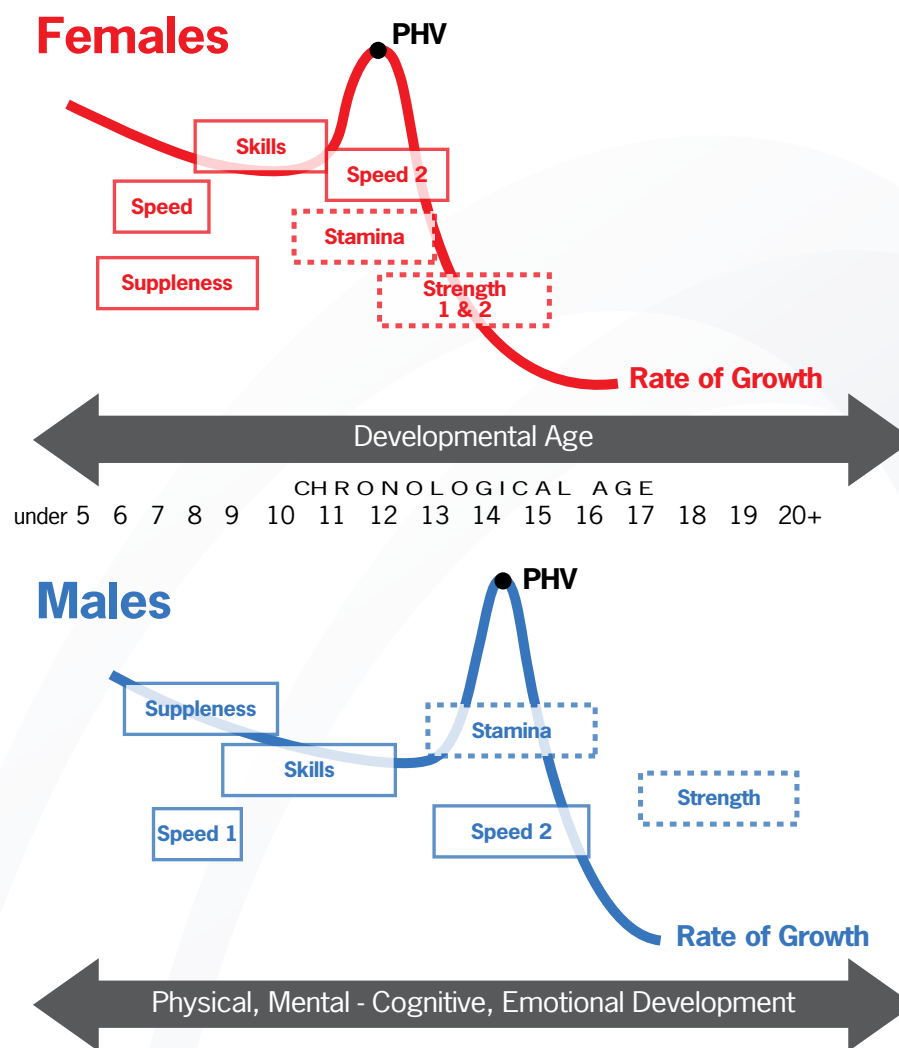 Females
PHV
Skills
Speed 2
Speed
Stamina
Suppleness
Strength
1 & 2
Rate of Growth
Developmental Age
CHRONOLOGICAL AGE
under 5 6 7 8 9 10 11 12 13 14 15 16 17 18 19 20+
PHV
Males
Suppleness
Stamina
Skills
Strength
Speed 1
Speed 2
Rate of Growth
Physical, Mental - Cognitive, Emotional Development